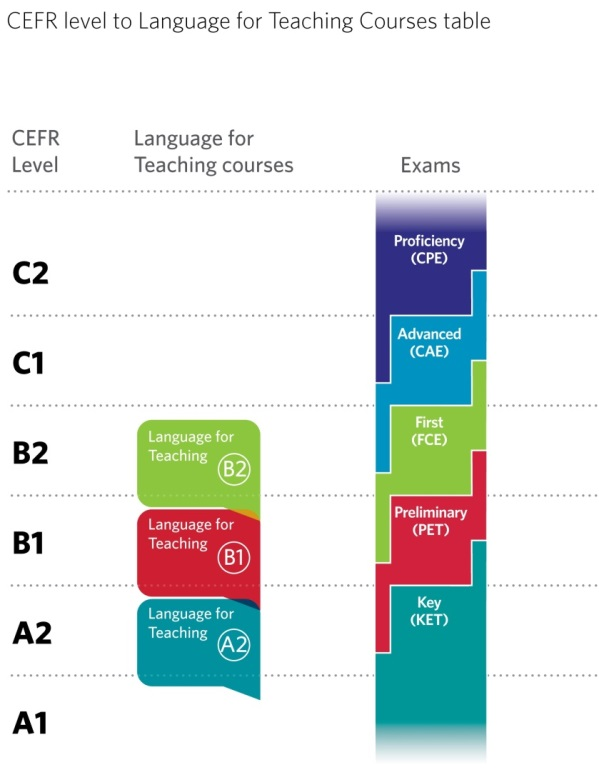 CEFR level to Language for Teaching Courses table
CEFR
Level
Language for
Teaching courses
Exams
C2
Proficiency
(CPE)
C1
Advanced
(CAE)
B2
Language for
Teaching
B2
First
(FCE)
B1
Language for
Teaching
B1
Preliminary
(PET)
A2
Language for
Teaching
A2
Key
(KET)
A1